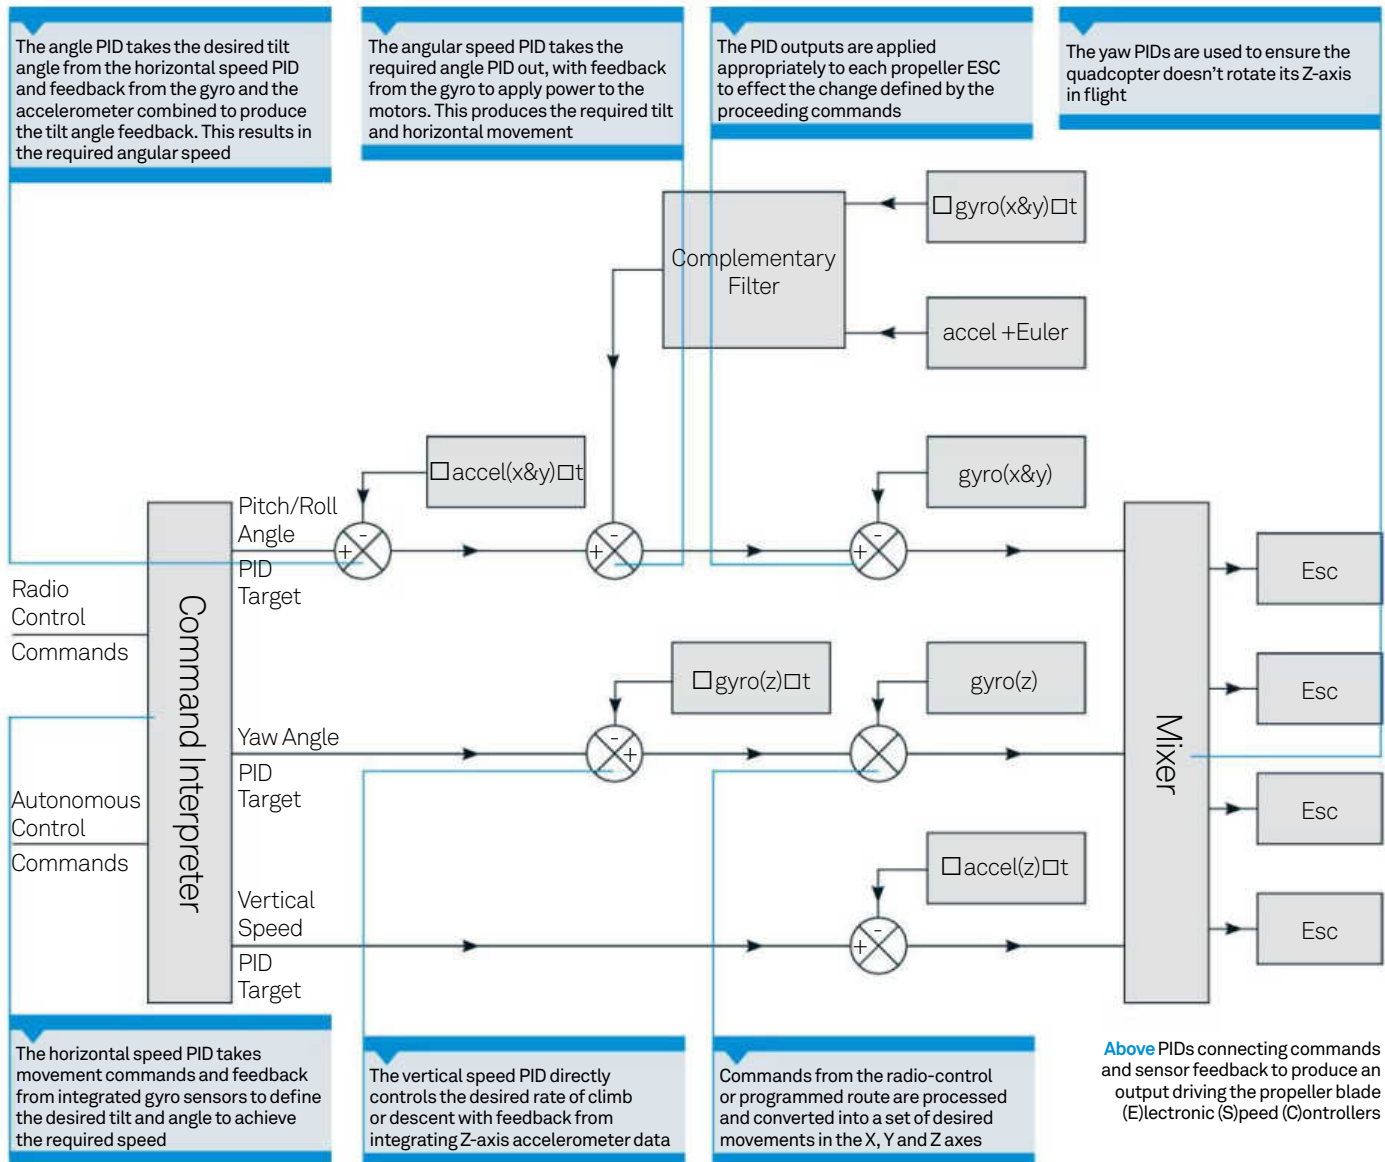 The angle PID takes the desired tilt
angle from the horizontal speed PID
and feedback from the gyro and the
accelerometer combined to produce
the tilt angle feedback. This results in
the required angular speed
The angular speed PID takes the
required angle PID out, with feedback
from the gyro to apply power to the
motors. This produces the required tilt
and horizontal movement
The PID outputs are applied
appropriately to each propeller ESC
to effect the change defined by the
proceeding commands
The yaw PIDs are used to ensure the
quadcopter doesn't rotate its Z-axis
in flight
□gyro(x&y)□t
Complementary
Filter
accel +Euler
□accel(x&y)□t
gyro(x&y)
Pitch/Roll
Angle
PID
Target
- 
+
-
+
-
+
Esc
Radio
Control
Commands
Command Interpreter
□gyro(z)□t
gyro(z)
Esc
Mixer
Yaw Angle
PID
Target
-
+
Autonomous
Control
Commands
Esc
□accel(z)□t
Vertical
Speed
PID
Target
-
+
Esc
The horizontal speed PID takes
movement commands and feedback
from integrated gyro sensors to define
the desired tilt and angle to achieve
the required speed
The vertical speed PID directly
controls the desired rate of climb
or descent with feedback from
integrating Z-axis accelerometer data
Commands from the radio-control
or programmed route are processed
and converted into a set of desired
movements in the X, Y and Z axes
Above PIDs connecting commands
and sensor feedback to produce an
output driving the propeller blade
(E)lectronic (S)peed (C)ontrollers